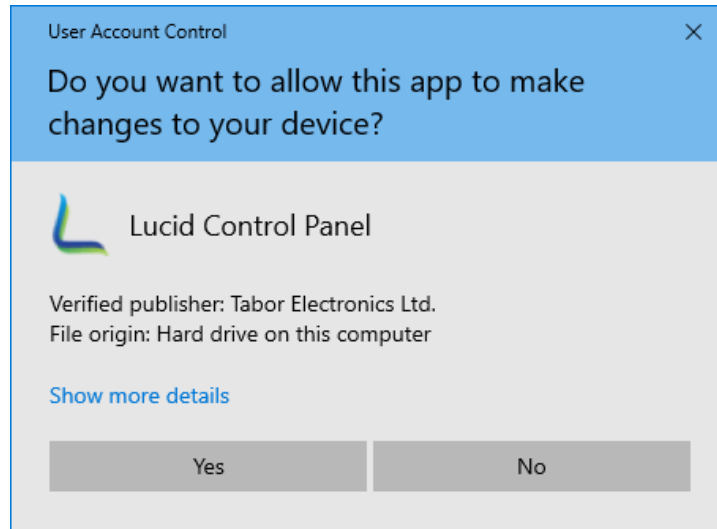 User Account Control
Do you want to allow this app to make
changes to your device?
Lucid Control Panel
Verified publisher: Tabor Electronics Ltd.
File origin: Hard drive on this computer
Show more details
Yes
No